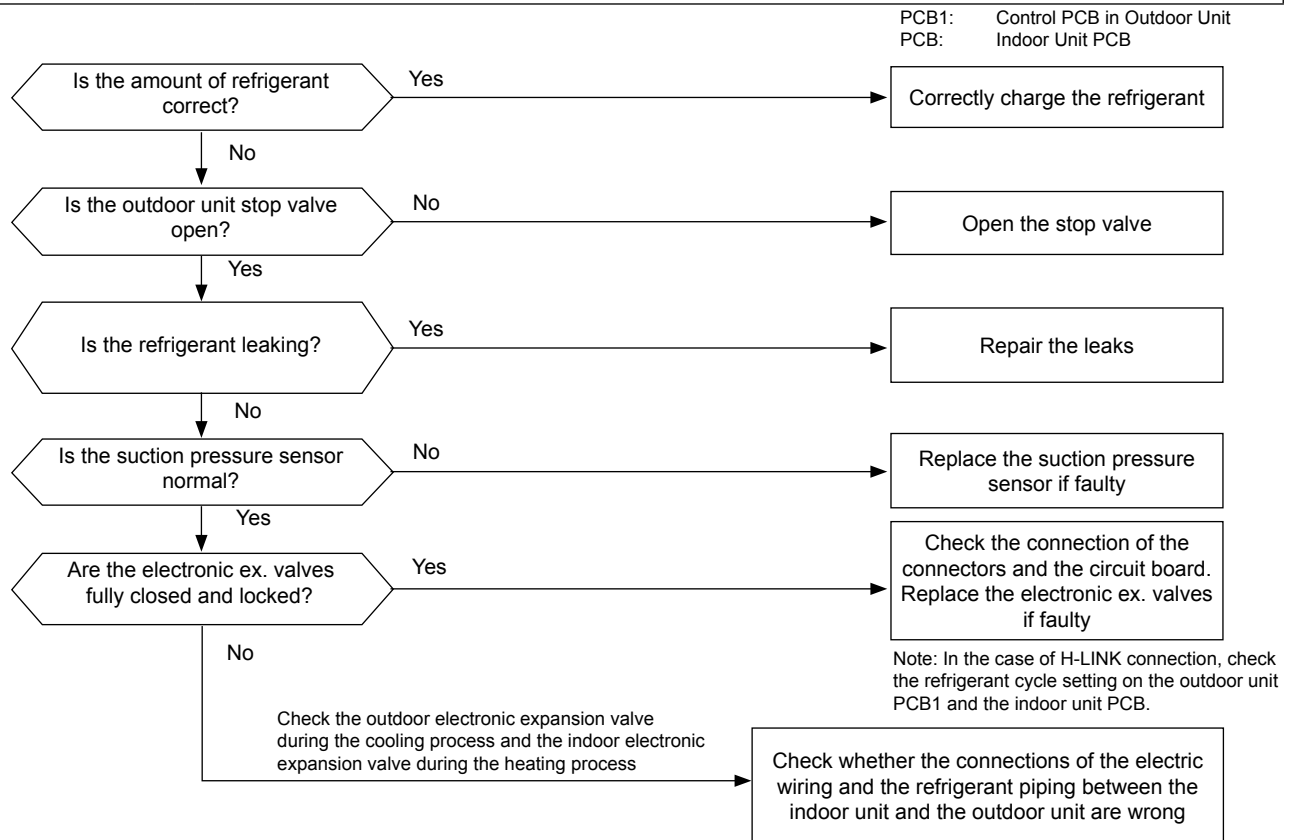 PCB1: Control PCB in Outdoor Unit
PCB: Indoor Unit PCB
Is the amount of refrigerant
correct?
Yes
Correctly charge the refrigerant
No
Is the outdoor unit stop valve
open?
No
Open the stop valve
Yes
Is the refrigerant leaking?
Yes
Repair the leaks
No
Is the suction pressure sensor
normal?
No
Replace the suction pressure
sensor if faulty
Yes
Are the electronic ex. valves
fully closed and locked?
Yes
Check the connection of the
connectors and the circuit board.
Replace the electronic ex. valves
if faulty
No
Note: In the case of H-LINK connection, check
the refrigerant cycle setting on the outdoor unit
PCB1 and the indoor unit PCB.
Check the outdoor electronic expansion valve
during the cooling process and the indoor electronic
expansion valve during the heating process
Check whether the connections of the electric
wiring and the refrigerant piping between the
indoor unit and the outdoor unit are wrong